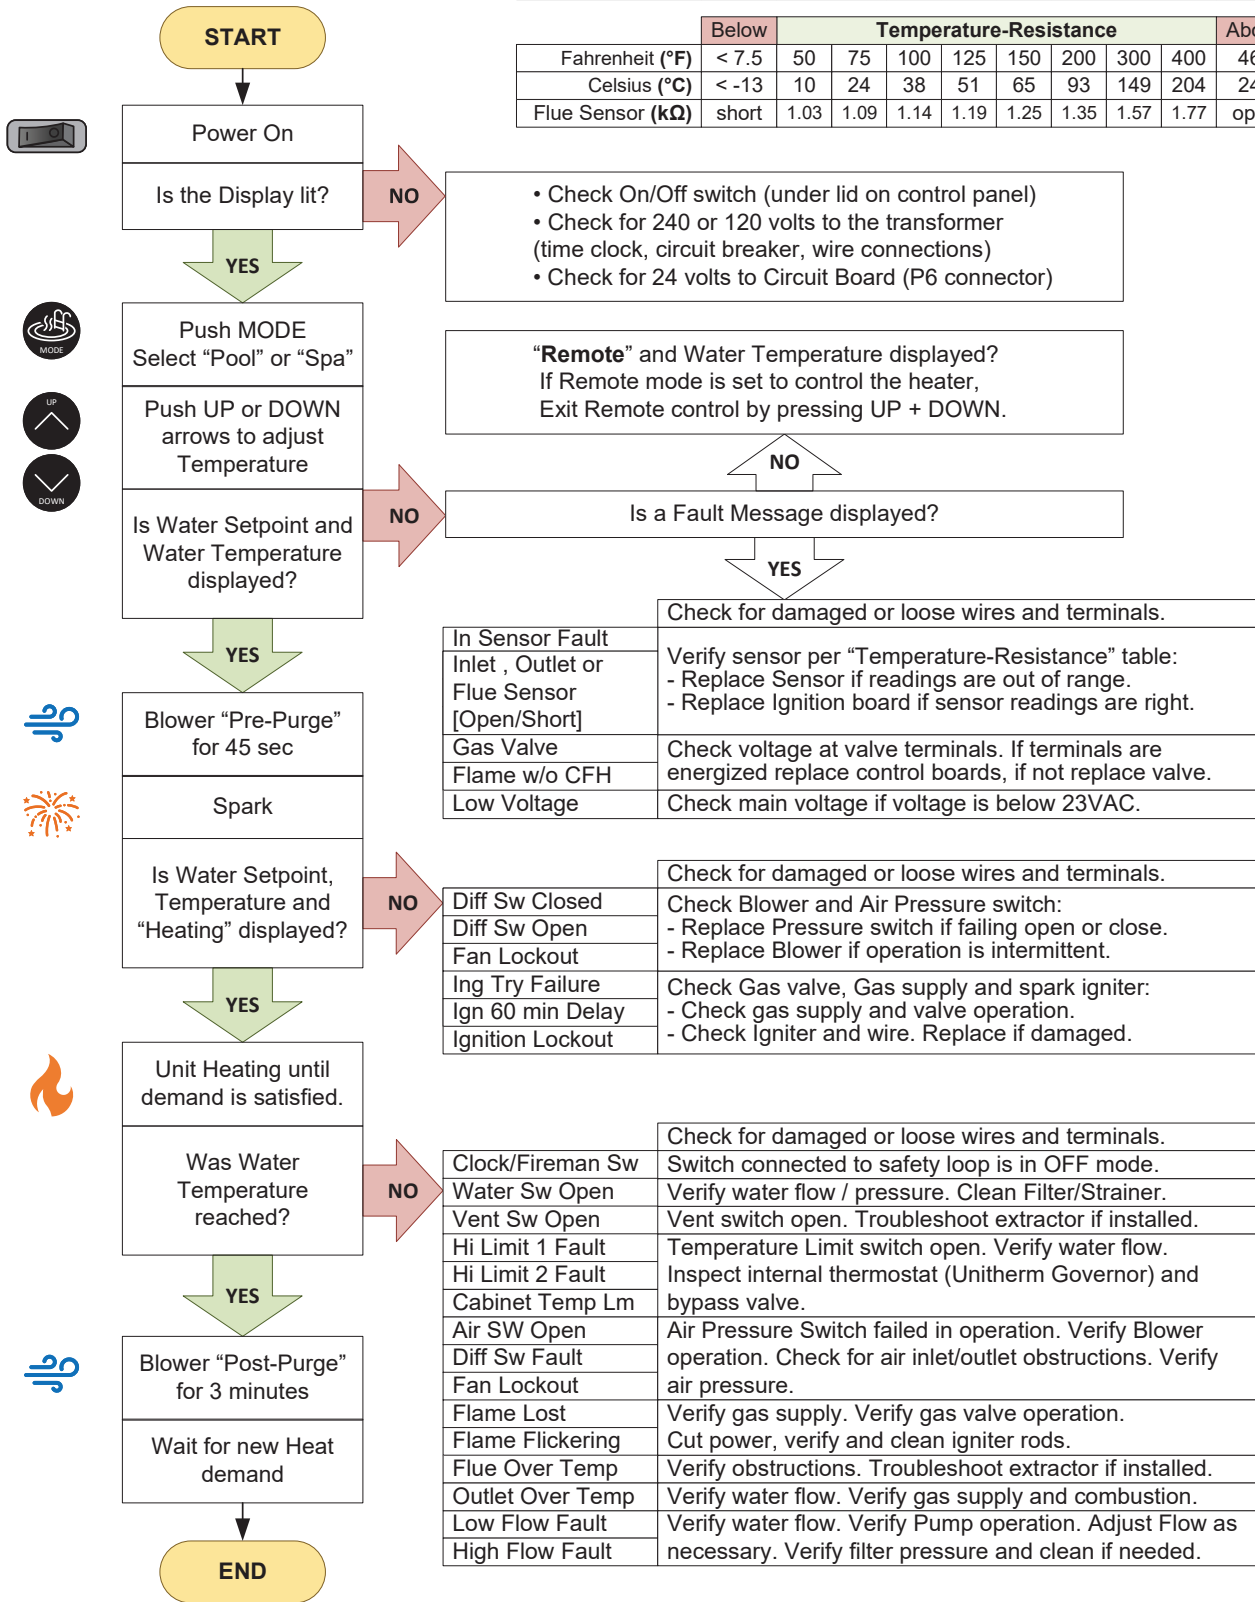 START
Below Temperature-Resistance
Fahrenheit (°F) < 7.5 50 75 100 125 150 200 300 400
Celsius (°C) < -13 10 24 38 51 65 93 149 204
Flue Sensor (kΩ) short 1.03 1.09 1.14 1.19 1.25 1.35 1.57 1.77
Power On
Is the Display lit?
NO
• Check On/Off switch (under lid on control panel)
• Check for 240 or 120 volts to the transformer
(time clock, circuit breaker, wire connections)
• Check for 24 volts to Circuit Board (P6 connector)
YES
MODE
Push MODE
Select “Pool” or “Spa”
UP
DOWN
Push UP or DOWN
arrows to adjust
Temperature
“Remote” and Water Temperature displayed?
If Remote mode is set to control the heater,
Exit Remote control by pressing UP + DOWN.
NO
Is Water Setpoint and
Water Temperature
displayed?
NO
Is a Fault Message displayed?
YES
YES
Check for damaged or loose wires and terminals.
In Sensor Fault
Inlet , Outlet or
Flue Sensor
[Open/Short]
Verify sensor per “Temperature-Resistance” table:
- Replace Sensor if readings are out of range.
- Replace Ignition board if sensor readings are right.
Gas Valve
Flame w/o CFH
Check voltage at valve terminals. If terminals are
energized replace control boards, if not replace valve.
Low Voltage
Check main voltage if voltage is below 23VAC.
Blower “Pre-Purge”
for 45 sec
Spark
Is Water Setpoint,
Temperature and
“Heating” displayed?
NO
Check for damaged or loose wires and terminals.
Diff Sw Closed
Diff Sw Open
Fan Lockout
Check Blower and Air Pressure switch:
- Replace Pressure switch if failing open or close.
- Replace Blower if operation is intermittent.
Ing Try Failure
Ign 60 min Delay
Ignition Lockout
Check Gas valve, Gas supply and spark igniter:
- Check gas supply and valve operation.
- Check Igniter and wire. Replace if damaged.
YES
Unit Heating until
demand is satisfied.
Was Water
Temperature
reached?
NO
Check for damaged or loose wires and terminals.
Clock/Fireman Sw
Switch connected to safety loop is in OFF mode.
Water Sw Open
Verify water flow / pressure. Clean Filter/Strainer.
Vent Sw Open
Vent switch open. Troubleshoot extractor if installed.
Hi Limit 1 Fault
Hi Limit 2 Fault
Cabinet Temp Lm
Temperature Limit switch open. Verify water flow.
Inspect internal thermostat (Unitherm Governor) and
bypass valve.
Air SW Open
Diff Sw Fault
Fan Lockout
Air Pressure Switch failed in operation. Verify Blower
operation. Check for air inlet/outlet obstructions. Verify
air pressure.
Flame Lost
Flame Flickering
Verify gas supply. Verify gas valve operation.
Cut power, verify and clean igniter rods.
Flue Over Temp
Verify obstructions. Troubleshoot extractor if installed.
Outlet Over Temp
Verify water flow. Verify gas supply and combustion.
Low Flow Fault
High Flow Fault
Verify water flow. Verify Pump operation. Adjust Flow as
necessary. Verify filter pressure and clean if needed.
YES
Blower “Post-Purge”
for 3 minutes
Wait for new Heat
demand
END